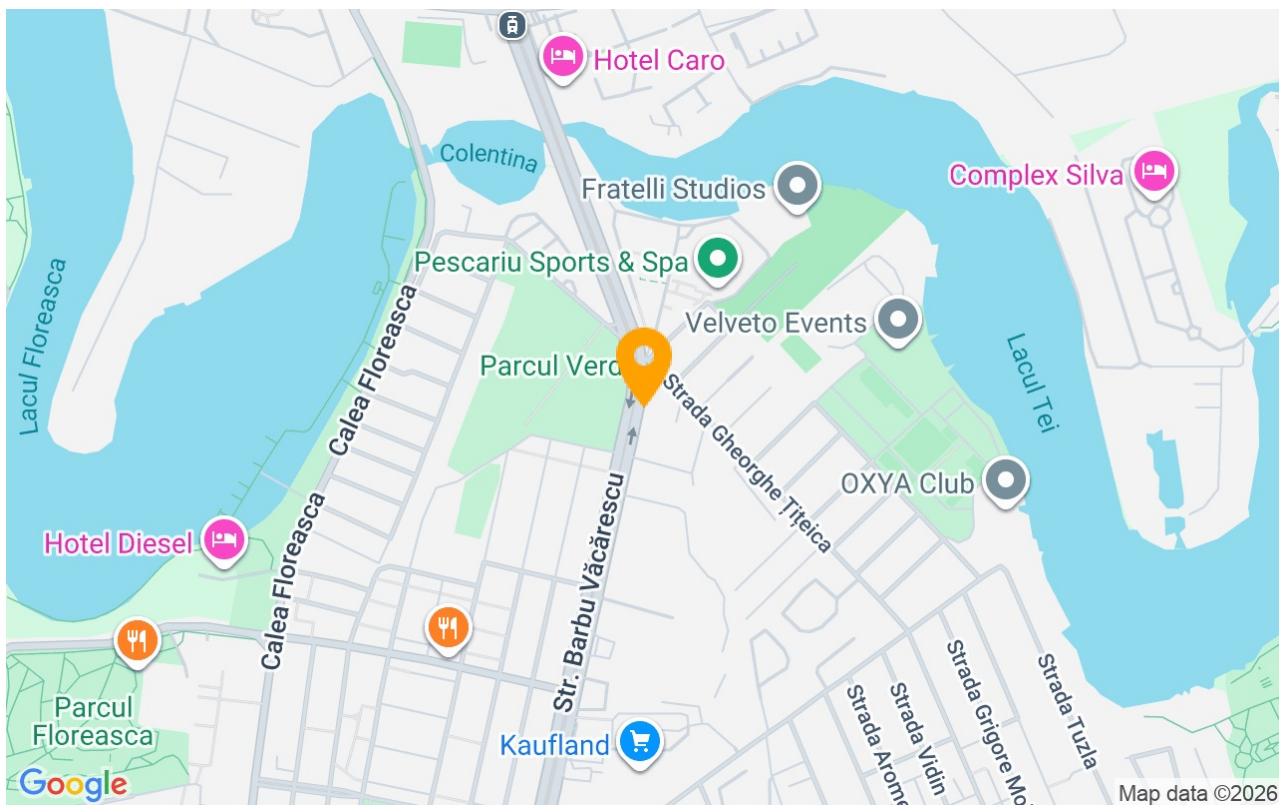 Hotel Caro
Colentina
Fratelli Studios
Complex Silva
Lacul Floreasca
Pescariu Sports & Spa
Calea Floreasca
Velveto Events
Parcul Verd
Lacul Tei
Strada Gheorghe Țițeica
OXYA Club
Str. Barbu Văcărescu
Hotel Diesel
Calea Floreasca
Parcul
Floreasca
Kaufland
Strada Arome
Strada Vidin
Strada Grigore Mo
Strada Tuzla
Google
Map data ©2026